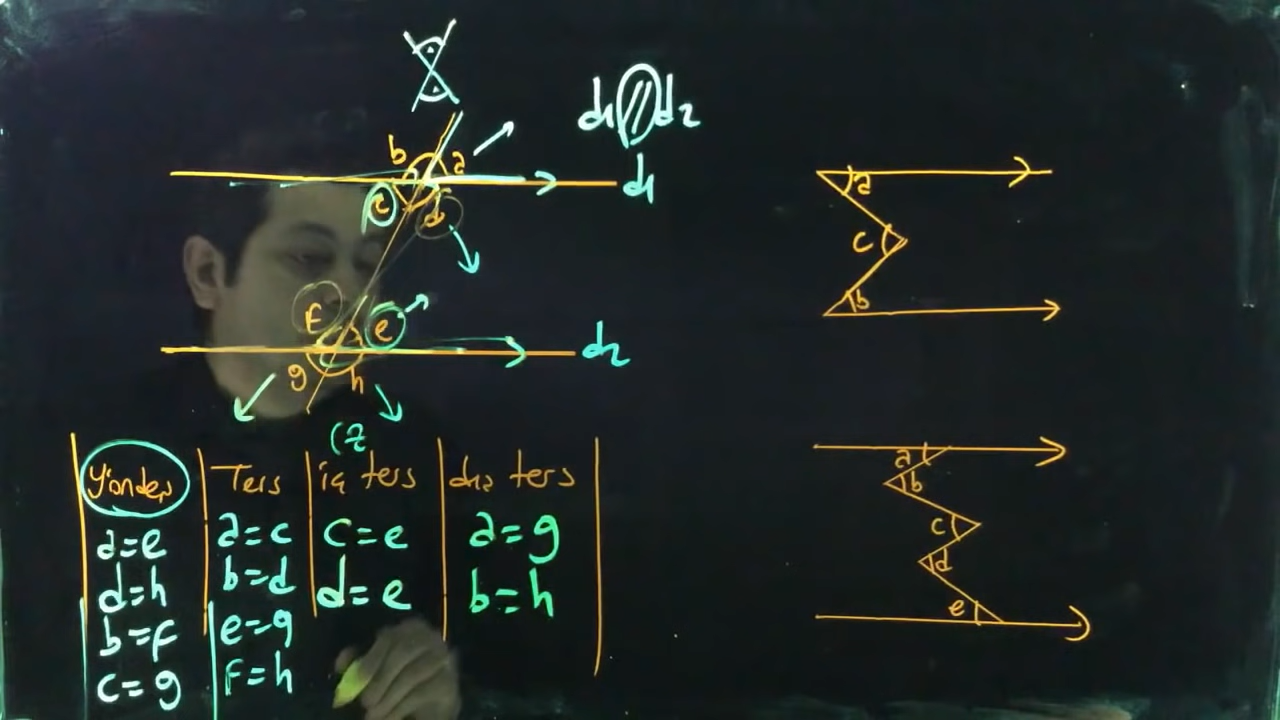 d1 // d2
b a
d1
c d
f e
d2
g h
(Z
Yöndeş Ters iç ters dış ters
a=e a=c c=e a=g
d=h b=d d=e b=h
b=f e=g
c=g f=h
a
c
b
a
b
c
d
e